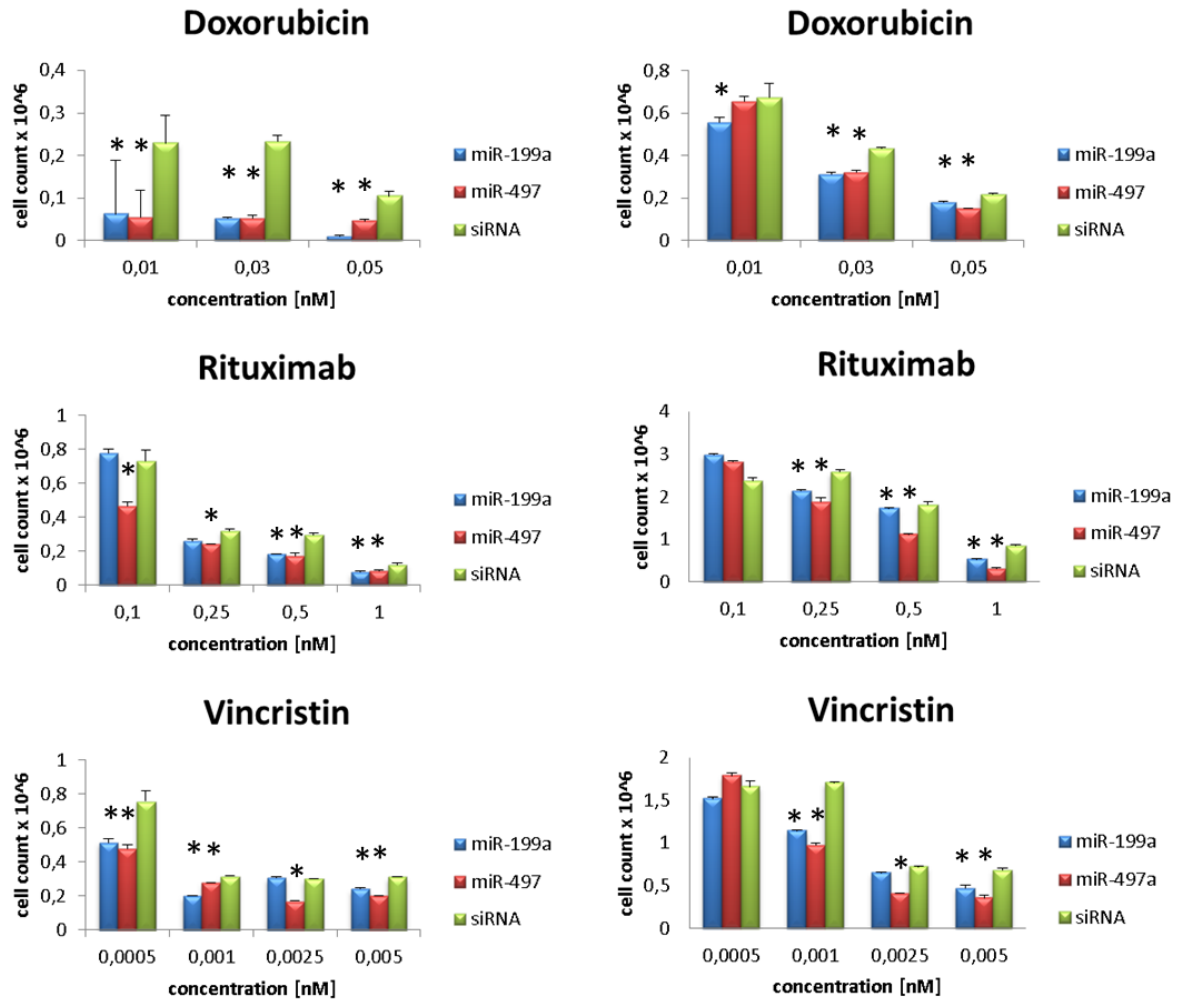 Doxorubicin
cell count x 10^6
0,4
0,3
0,2
0,1
0
* * * * * *
0,01 0,03 0,05
concentration [nM]
miR-199a
miR-497
siRNA
Doxorubicin
cell count x 10^6
0,8
0,6
0,4
0,2
0
* * * * *
0,01 0,03 0,05
concentration [nM]
miR-199a
miR-497
siRNA
Rituximab
cell count x 10^6
1
0,8
0,6
0,4
0,2
0
* * * * * *
0,1 0,25 0,5 1
concentration [nM]
miR-199a
miR-497
siRNA
Rituximab
cell count x 10^6
4
3
2
1
0
* * * * * *
0,1 0,25 0,5 1
concentration [nM]
miR-199a
miR-497
siRNA
Vincristin
cell count x 10^6
1
0,8
0,6
0,4
0,2
0
* * * * * * *
0,0005 0,001 0,0025 0,005
concentration [nM]
miR-199a
miR-497
siRNA
Vincristin
cell count x 10^6
2
1,5
1
0,5
0
* * * * *
0,0005 0,001 0,0025 0,005
concentration [nM]
miR-199a
miR-497a
siRNA